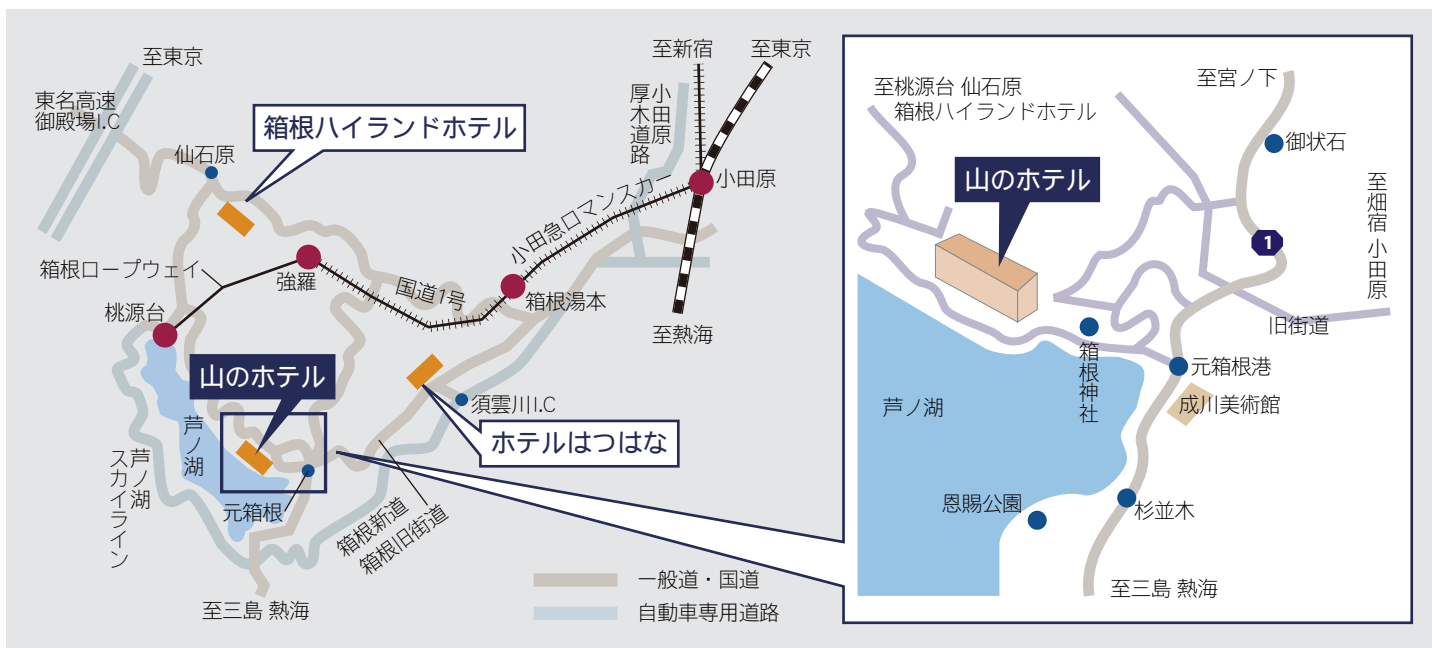 至東京
東名高速
御殿場I.C
仙石原
箱根ハイランドホテル
至新宿
至東京
小田原
厚木道路
小田原
小田急ロマンスカー
箱根ロープウェイ
強羅
国道1号
箱根湯本
桃源台
至熱海
山のホテル
須雲川I.C
ホテルはつはな
芦ノ湖
芦ノ湖
スカイライン
元箱根
箱根新道
箱根旧街道
至三島 熱海
一般道・国道
自動車専用道路
至宮ノ下
至桃源台 仙石原
箱根ハイランドホテル
御状石
山のホテル
至畑宿 小田原
1
旧街道
箱根神社
元箱根港
成川美術館
芦ノ湖
恩賜公園
杉並木
至三島 熱海